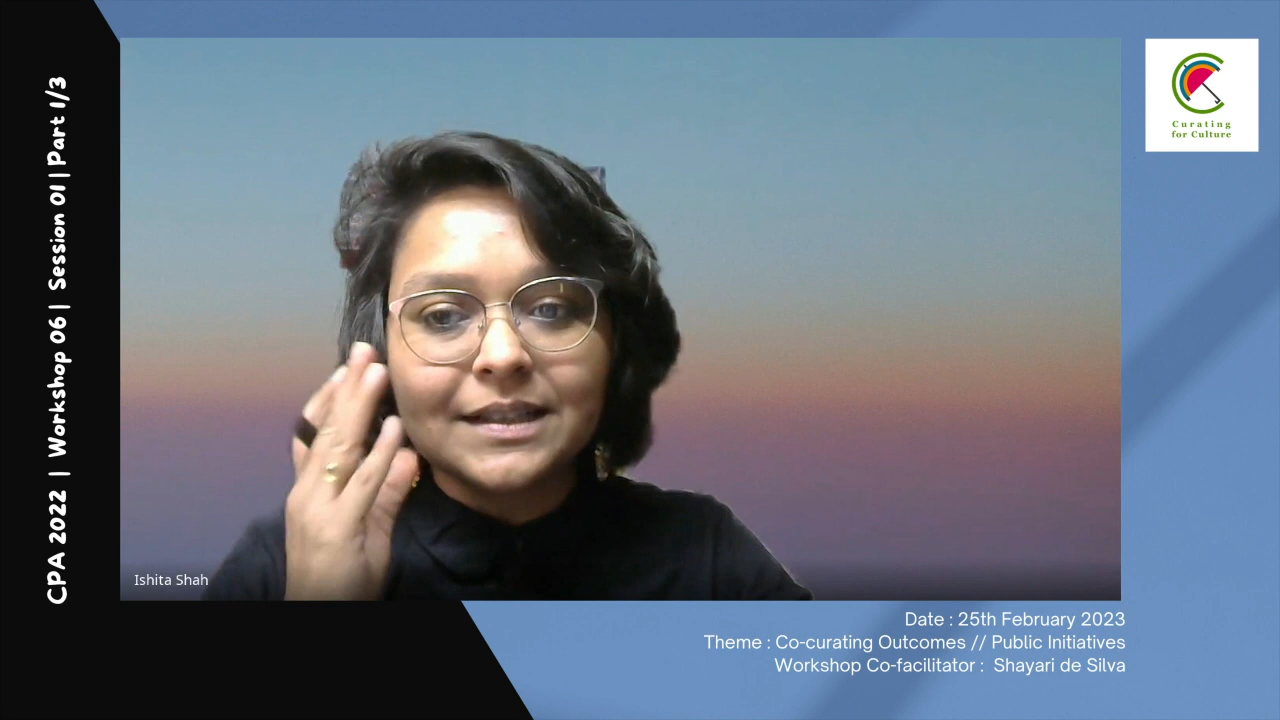 CPA 2022 | Workshop 06 | Session 01 | Part 1/3
Curating
for Culture
Ishita Shah
Date : 25th February 2023
Theme : Co-curating Outcomes // Public Initiatives
Workshop Co-facilitator : Shayari de Silva